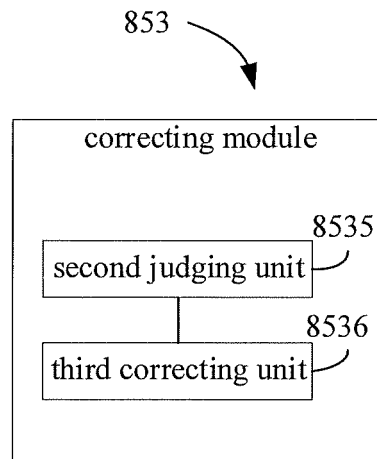 853
correcting module
8535
second judging unit
8536
third correcting unit